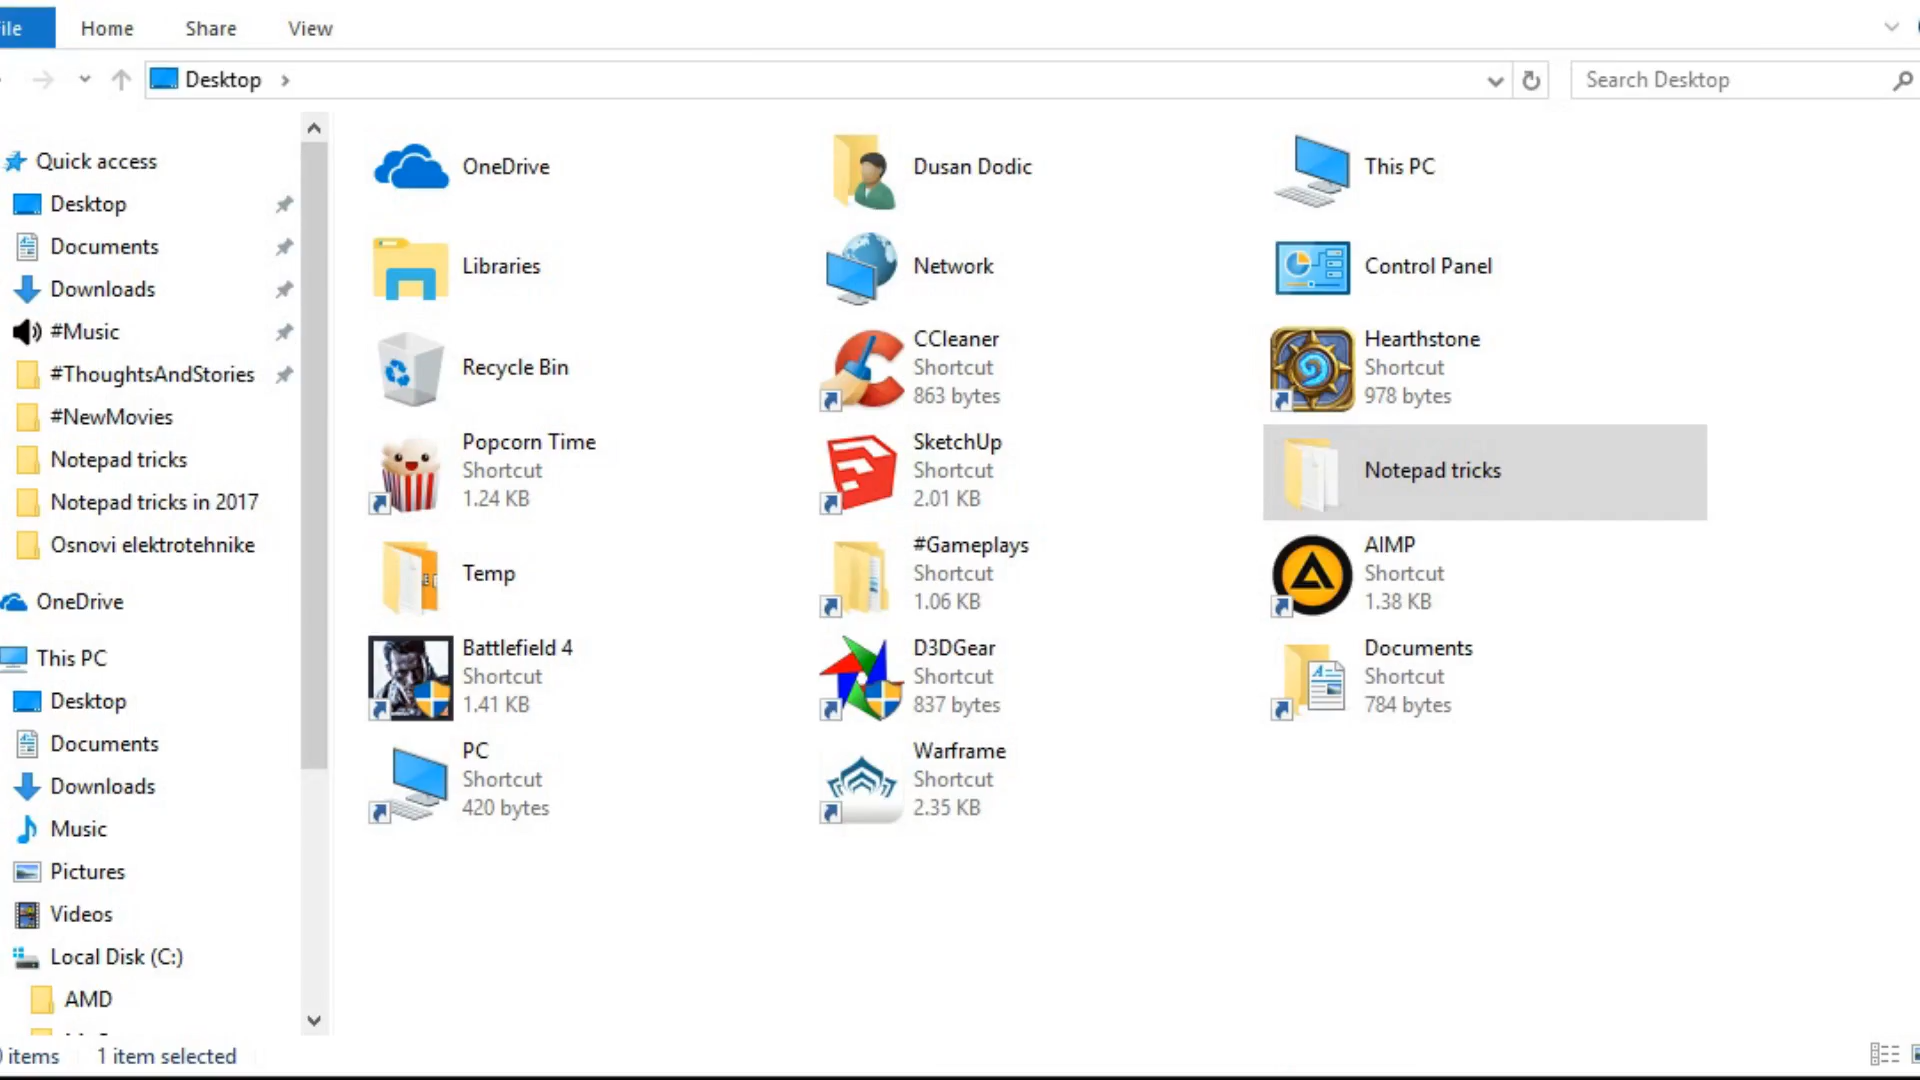 ile Home Share View
Desktop
Search Desktop
Quick access
Desktop
Documents
Downloads
#Music
#ThoughtsAndStories
#NewMovies
Notepad tricks
Notepad tricks in 2017
Osnovi elektrotehnike
OneDrive
This PC
Desktop
Documents
Downloads
Music
Pictures
Videos
Local Disk (C:)
AMD
OneDrive
Dusan Dodic
This PC
Libraries
Network
Control Panel
Recycle Bin
CCleaner
Shortcut
863 bytes
Hearthstone
Shortcut
978 bytes
Popcorn Time
Shortcut
1.24 KB
SketchUp
Shortcut
2.01 KB
Notepad tricks
Temp
#Gameplays
Shortcut
1.06 KB
AIMP
Shortcut
1.38 KB
Battlefield 4
Shortcut
1.41 KB
D3DGear
Shortcut
837 bytes
Documents
Shortcut
784 bytes
PC
Shortcut
420 bytes
Warframe
Shortcut
2.35 KB
items 1 item selected